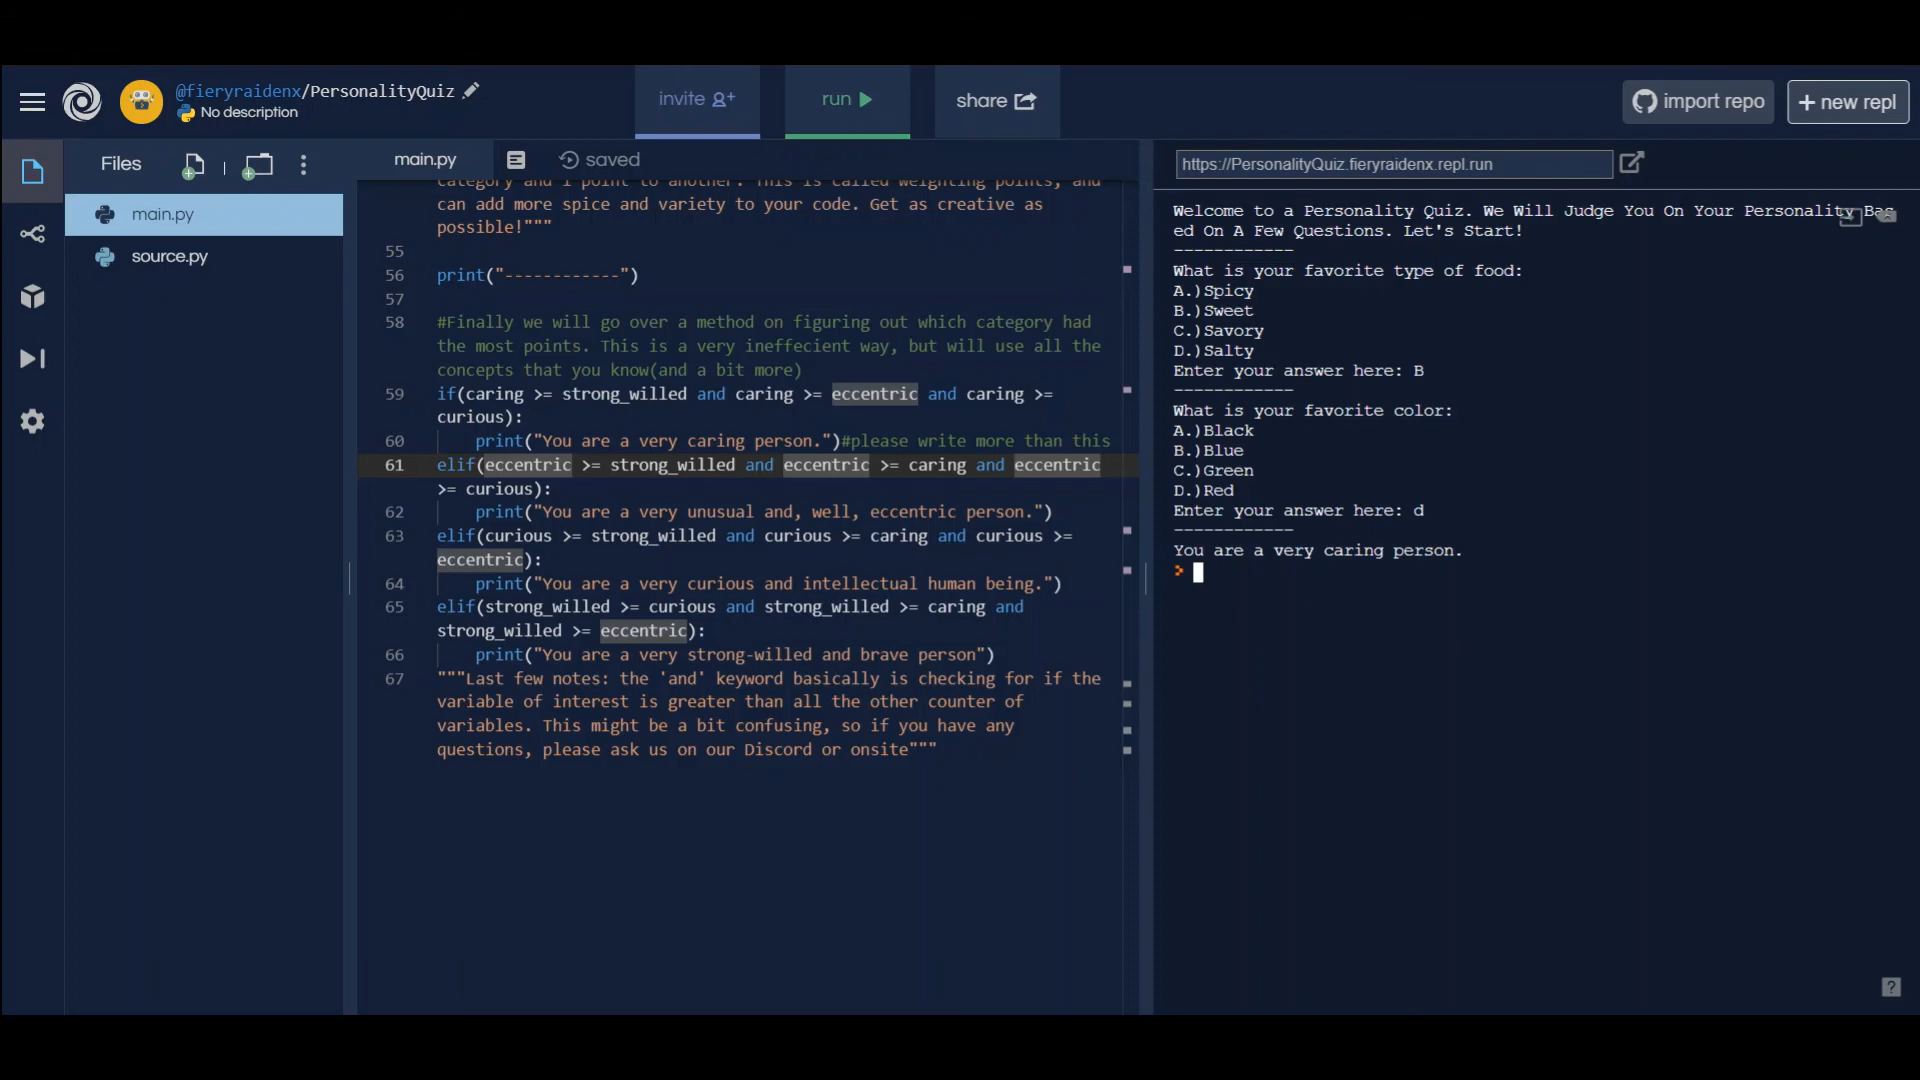 @fieryraidenx/PersonalityQuiz
No description
invite
run
share
import repo
+ new repl
Files
main.py
source.py
main.py
saved
category and 1 point to another. This is called weighting points, and
can add more spice and variety to your code. Get as creative as
possible!"""
55
56 print("------------")
57
58 #Finally we will go over a method on figuring out which category had
the most points. This is a very ineffecient way, but will use all the
concepts that you know(and a bit more)
59 if(caring >= strong_willed and caring >= eccentric and caring >=
curious):
60 print("You are a very caring person.")#please write more than this
61 elif(eccentric >= strong_willed and eccentric >= caring and eccentric
>= curious):
62 print("You are a very unusual and, well, eccentric person.")
63 elif(curious >= strong_willed and curious >= caring and curious >=
eccentric):
64 print("You are a very curious and intellectual human being.")
65 elif(strong_willed >= curious and strong_willed >= caring and
strong_willed >= eccentric):
66 print("You are a very strong-willed and brave person")
67 """Last few notes: the 'and' keyword basically is checking for if the
variable of interest is greater than all the other counter of
variables. This might be a bit confusing, so if you have any
questions, please ask us on our Discord or onsite"""
https://PersonalityQuiz.fieryraidenx.repl.run
Welcome to a Personality Quiz. We Will Judge You On Your Personality Bas
ed On A Few Questions. Let's Start!
------------
What is your favorite type of food:
A.)Spicy
B.)Sweet
C.)Savory
D.)Salty
Enter your answer here: B
------------
What is your favorite color:
A.)Black
B.)Blue
C.)Green
D.)Red
Enter your answer here: d
------------
You are a very caring person.
>
?